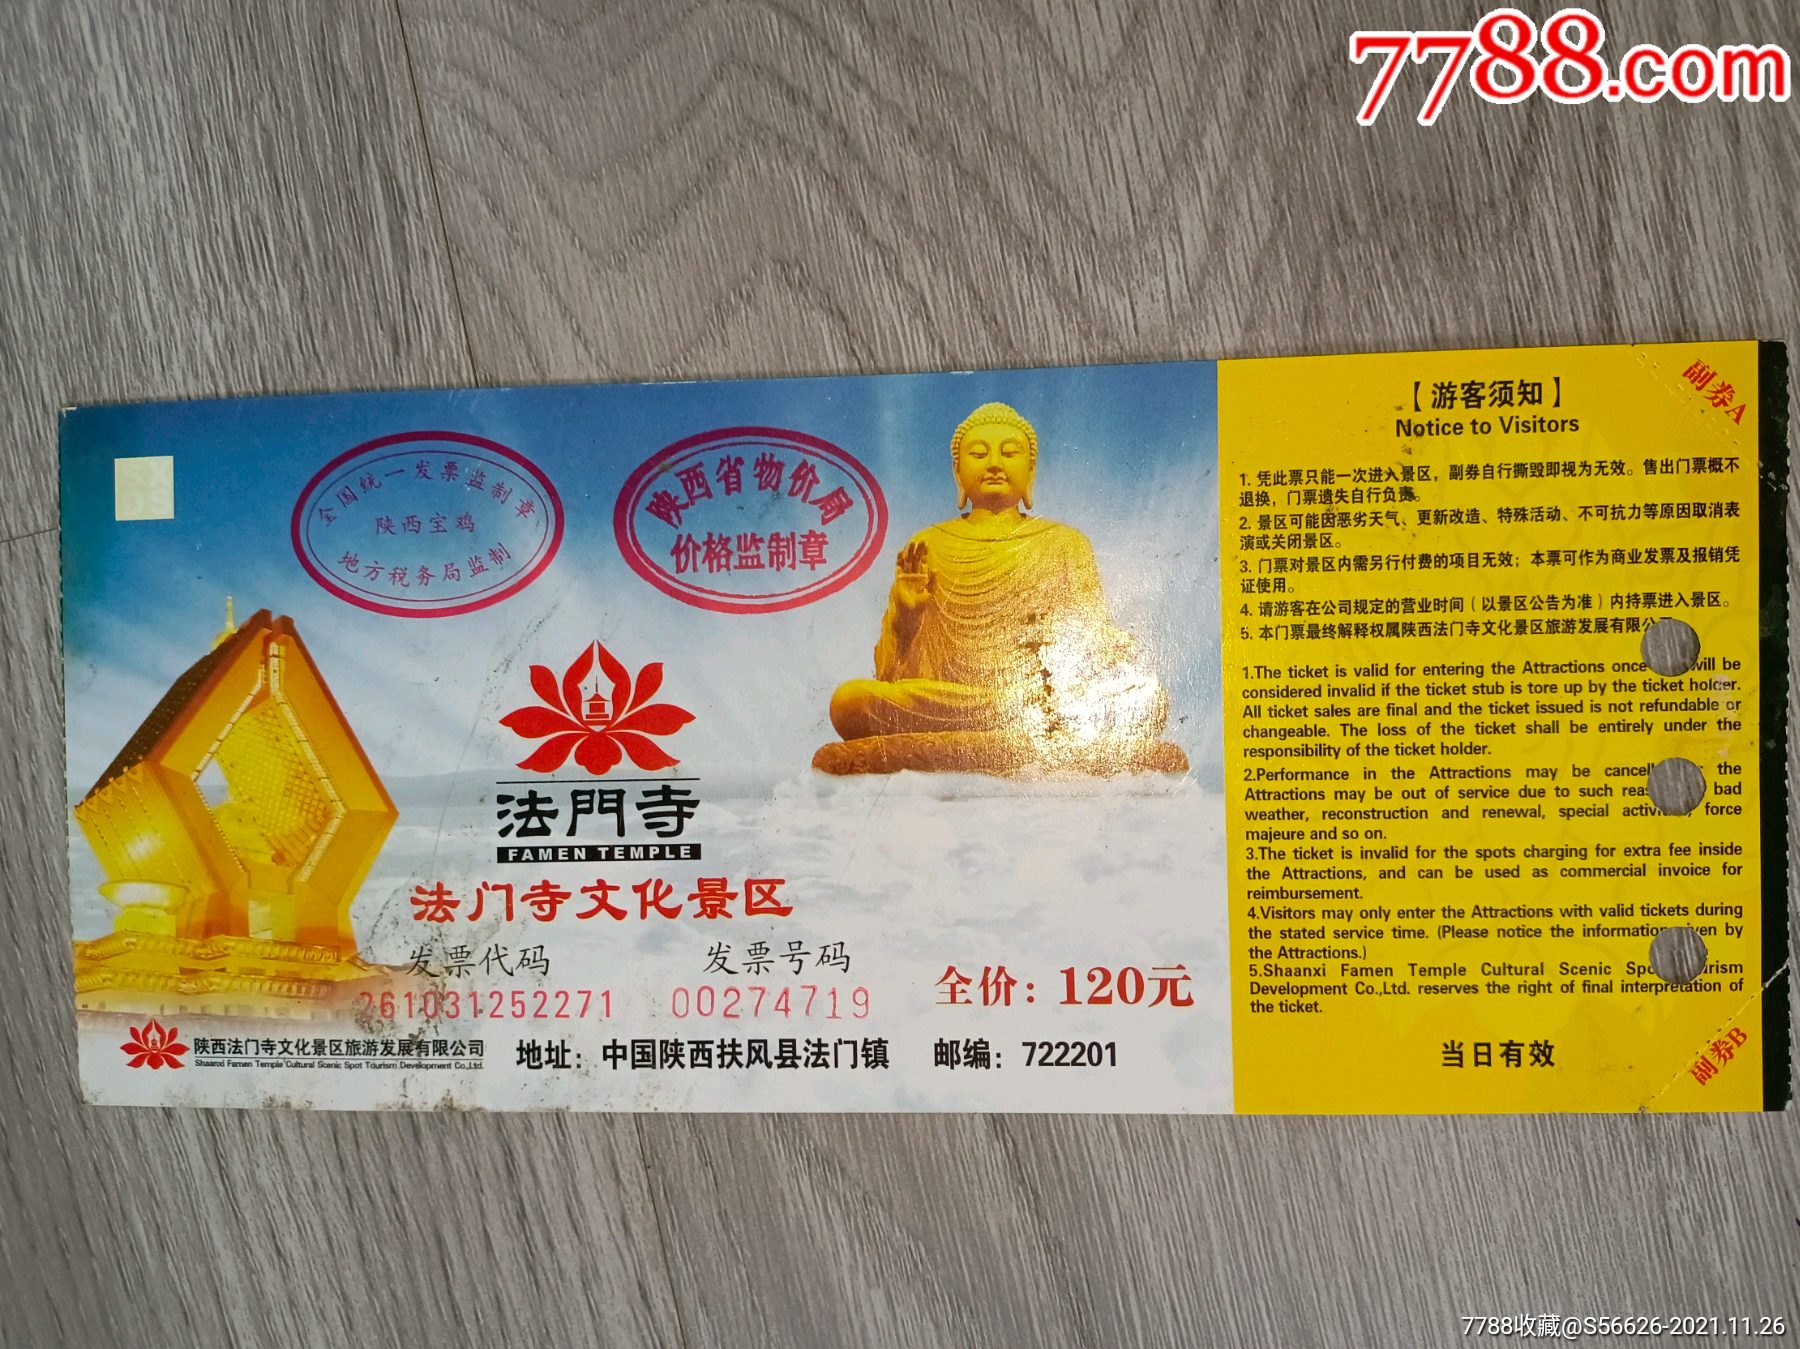 7788.com
全国统一发票监制章
陕西宝鸡
地方税务局监制
陕西省物价局
价格监制章
法門寺
FAMEN TEMPLE
法门寺文化景区
发票代码 发票号码
261031252271 00274719
全价：120元
陕西法门寺文化景区旅游发展有限公司
Shaanxi Famen Temple Cultural Scenic Spot Tourism Development Co.,Ltd.
地址：中国陕西扶风县法门镇 邮编：722201
副券A
【游客须知】
Notice to Visitors
1. 凭此票只能一次进入景区，副券自行撕毁即视为无效。售出门票概不
退换，门票遗失自行负责。
2. 景区可能因恶劣天气、更新改造、特殊活动、不可抗力等原因取消表
演或关闭景区。
3. 门票对景区内需另行付费的项目无效；本票可作为商业发票及报销凭
证使用。
4. 请游客在公司规定的营业时间（以景区公告为准）内持票进入景区。
5. 本门票最终解释权属陕西法门寺文化景区旅游发展有限
1.The ticket is valid for entering the Attractions once will be
considered invalid if the ticket stub is tore up by the ticket holder.
All ticket sales are final and the ticket issued is not refundable or
changeable. The loss of the ticket shall be entirely under the
responsibility of the ticket holder.
2.Performance in the Attractions may be cancell the
Attractions may be out of service due to such reas bad
weather, reconstruction and renewal, special activi force
majeure and so on.
3.The ticket is invalid for the spots charging for extra fee inside
the Attractions, and can be used as commercial invoice for
reimbursement.
4.Visitors may only enter the Attractions with valid tickets during
the stated service time. (Please notice the information given by
the Attractions.)
5.Shaanxi Famen Temple Cultural Scenic Spo rism
Development Co.,Ltd. reserves the right of final interpretation of
the ticket.
当日有效
副券B
7788收藏@S56626-2021.11.26